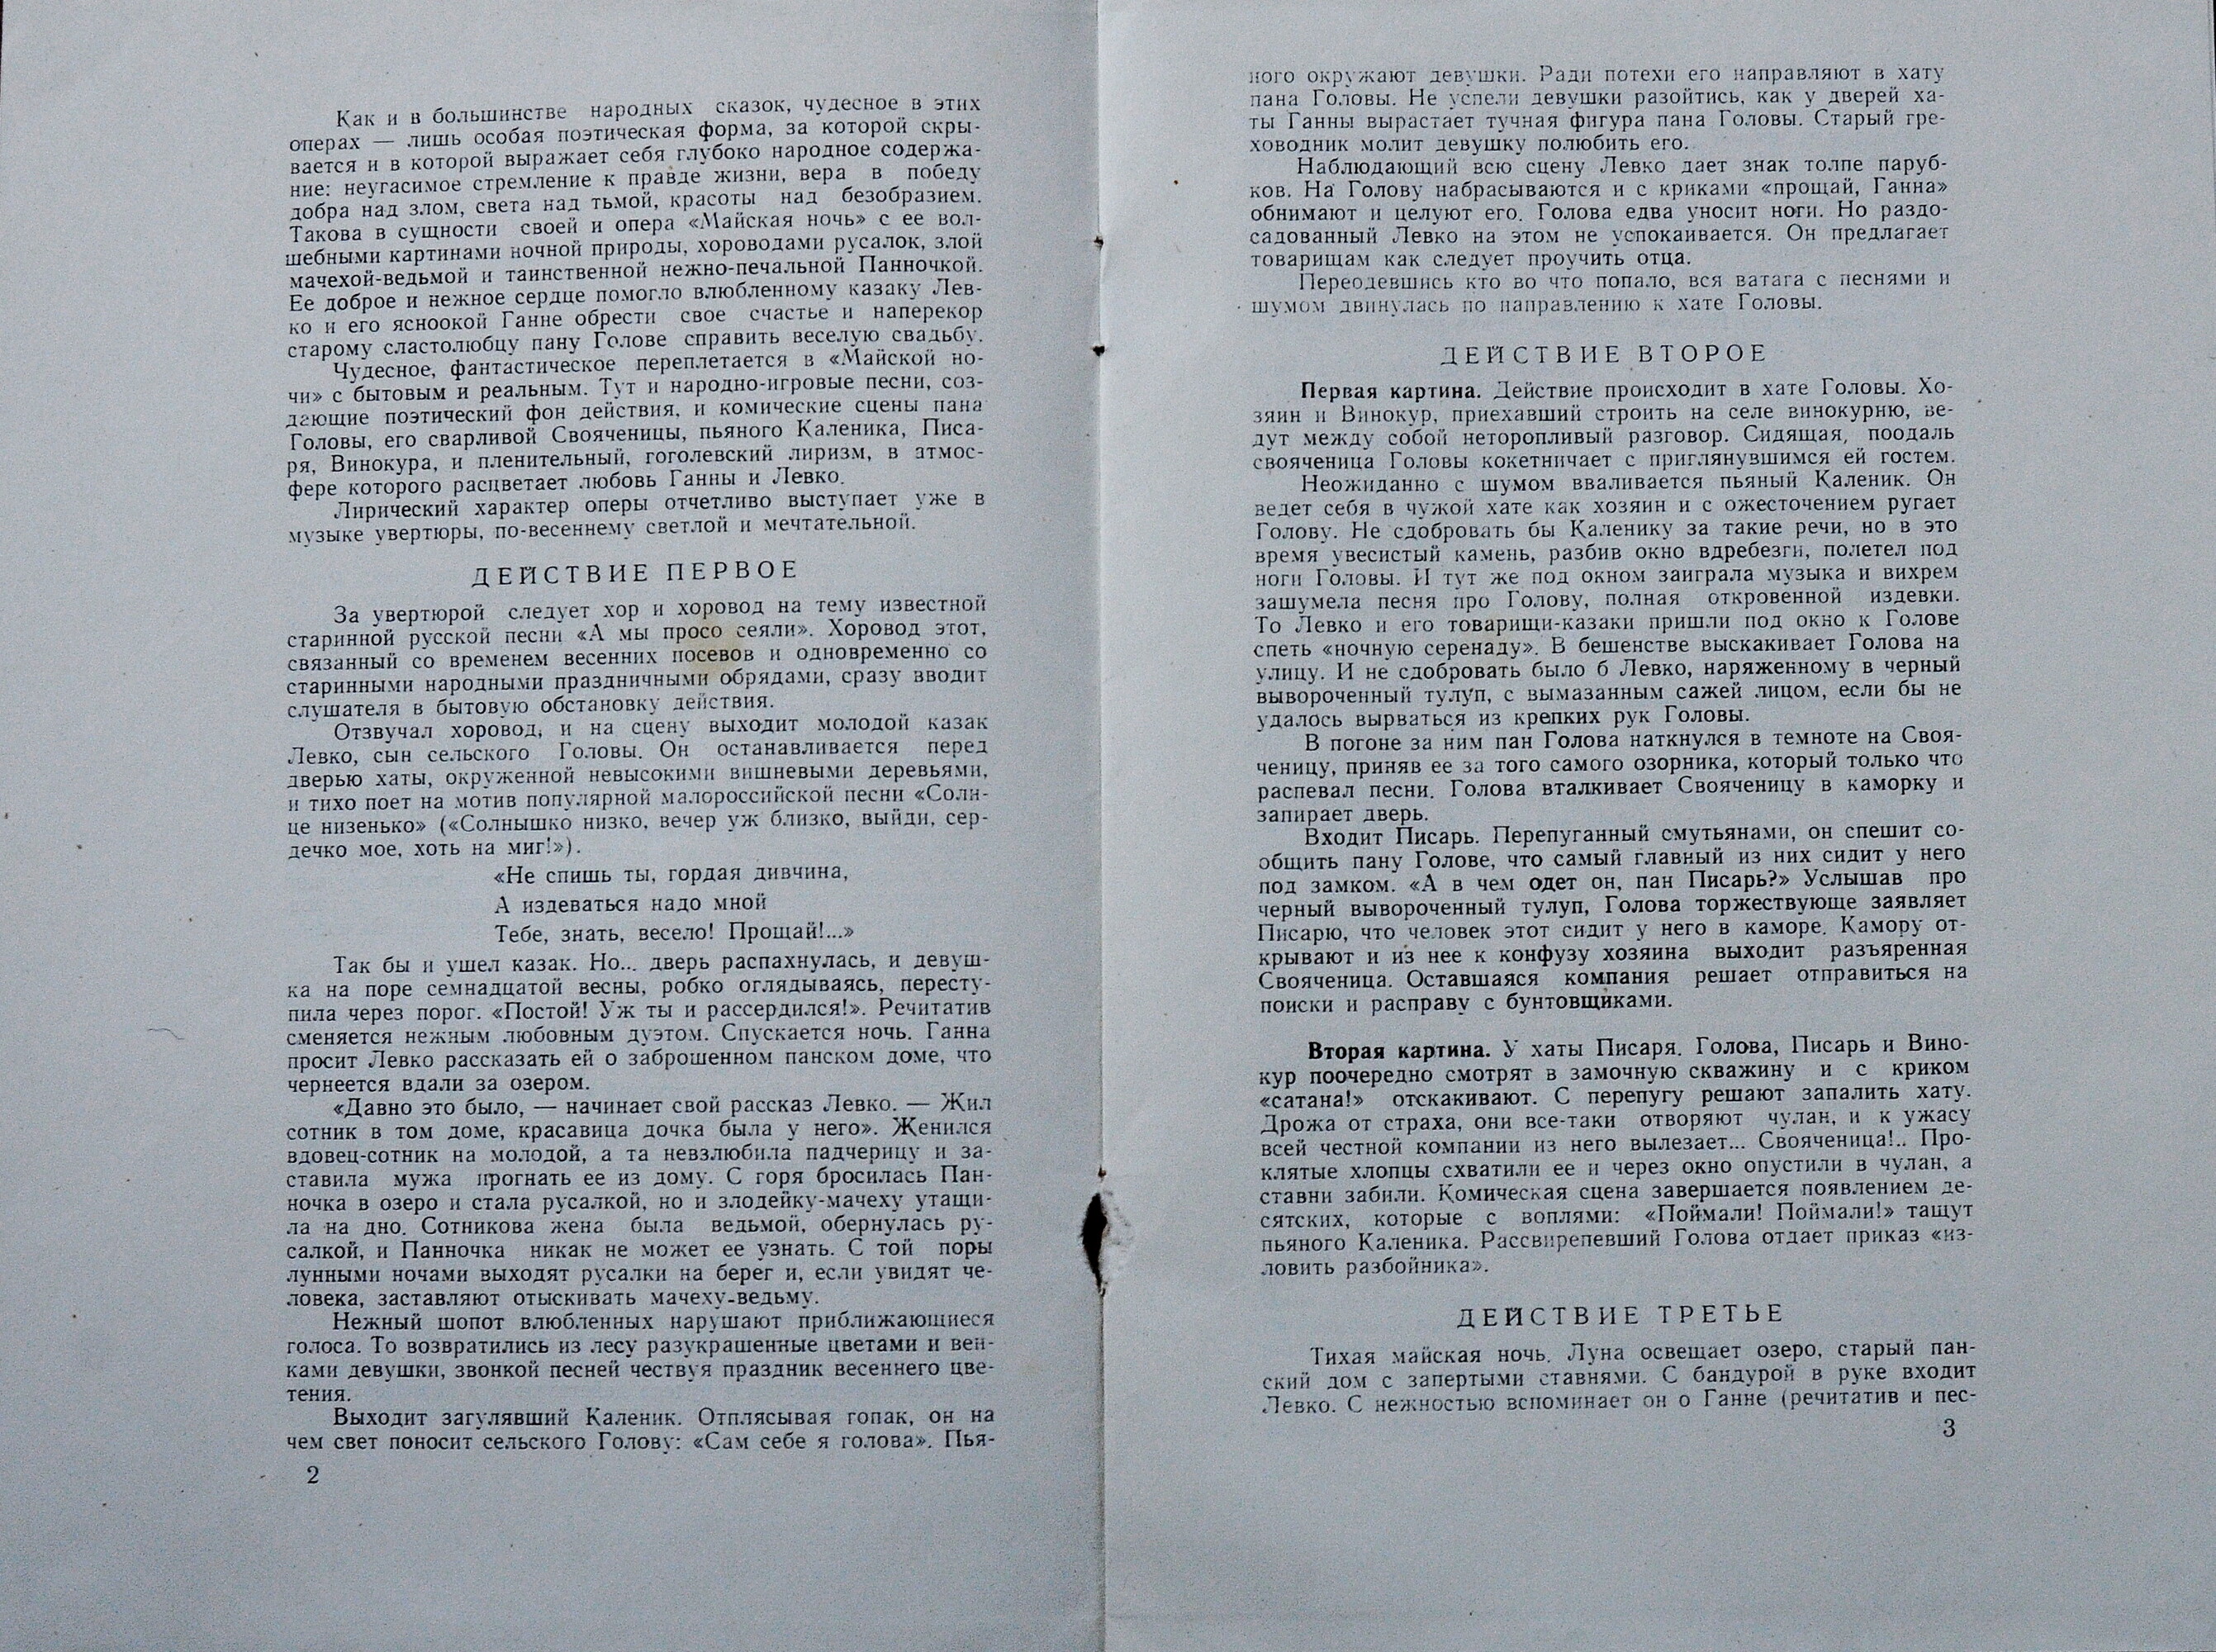 Как и в большинстве народных сказок, чудесное в этих
операх — лишь особая поэтическая форма, за которой скры-
вается и в которой выражает себя глубоко народное содержа-
ние: неугасимое стремление к правде жизни, вера в победу
добра над злом, света над тьмой, красоты над безобразием.
Такова в сущности своей и опера «Майская ночь» с ее вол-
шебными картинами ночной природы, хороводами русалок, злой
мачехой-ведьмой и таинственной нежно-печальной Панночкой.
Ее доброе и нежное сердце помогло влюбленному казаку Лев-
ко и его ясноокой Ганне обрести свое счастье и наперекор
старому сластолюбцу пану Голове справить веселую свадьбу.
Чудесное, фантастическое переплетается в «Майской но-
чи» с бытовым и реальным. Тут и народно-игровые песни, соз-
дающие поэтический фон действия, и комические сцены пана
Головы, его сварливой Свояченицы, пьяного Каленика, Писа-
ря, Винокура, и пленительный, гоголевский лиризм, в атмос-
фере которого расцветает любовь Ганны и Левко.
Лирический характер оперы отчетливо выступает уже в
музыке увертюры, по-весеннему светлой и мечтательной.
ДЕЙСТВИЕ ПЕРВОЕ
За увертюрой следует хор и хоровод на тему известной
старинной русской песни «А мы просо сеяли». Хоровод этот,
связанный со временем весенних посевов и одновременно со
старинными народными праздничными обрядами, сразу вводит
слушателя в бытовую обстановку действия.
Отзвучал хоровод, и на сцену выходит молодой казак
Левко, сын сельского Головы. Он останавливается перед
дверью хаты, окруженной невысокими вишневыми деревьями,
и тихо поет на мотив популярной малороссийской песни «Солн-
це низенько» («Солнышко низко, вечер уж близко, выйди, сер-
дечко мое, хоть на миг!»).
«Не спишь ты, гордая дивчина,
А издеваться надо мной
Тебе, знать, весело! Прощай!...»
Так бы и ушел казак. Но... дверь распахнулась, и девуш-
ка на поре семнадцатой весны, робко оглядываясь, пересту-
пила через порог. «Постой! Уж ты и рассердился!». Речитатив
сменяется нежным любовным дуэтом. Спускается ночь. Ганна
просит Левко рассказать ей о заброшенном панском доме, что
чернеется вдали за озером.
«Давно это было, — начинает свой рассказ Левко. — Жил
сотник в том доме, красавица дочка была у него». Женился
вдовец-сотник на молодой, а та невзлюбила падчерицу и за-
ставила мужа прогнать ее из дому. С горя бросилась Пан-
ночка в озеро и стала русалкой, но и злодейку-мачеху утащи-
ла на дно. Сотникова жена была ведьмой, обернулась ру-
салкой, и Панночка никак не может ее узнать. С той поры
лунными ночами выходят русалки на берег и, если увидят че-
ловека, заставляют отыскивать мачеху-ведьму.
Нежный шопот влюбленных нарушают приближающиеся
голоса. То возвратились из лесу разукрашенные цветами и вен-
ками девушки, звонкой песней чествуя праздник весеннего цве-
тения.
Выходит загулявший Каленик. Отплясывая гопак, он на
чем свет поносит сельского Голову: «Сам себе я голова». Пья-
2
ного окружают девушки. Ради потехи его направляют в хату
пана Головы. Не успели девушки разойтись, как у дверей ха-
ты Ганны вырастает тучная фигура пана Головы. Старый гре-
ховодник молит девушку полюбить его.
Наблюдающий всю сцену Левко дает знак толпе паруб-
ков. На Голову набрасываются и с криками «прощай, Ганна»
обнимают и целуют его. Голова едва уносит ноги. Но раздо-
садованный Левко на этом не успокаивается. Он предлагает
товарищам как следует проучить отца.
Переодевшись кто во что попало, вся ватага с песнями и
шумом двинулась по направлению к хате Головы.
ДЕЙСТВИЕ ВТОРОЕ
Первая картина. Действие происходит в хате Головы. Хо-
зяин и Винокур, приехавший строить на селе винокурню, ве-
дут между собой неторопливый разговор. Сидящая, поодаль
свояченица Головы кокетничает с приглянувшимся ей гостем.
Неожиданно с шумом вваливается пьяный Каленик. Он
ведет себя в чужой хате как хозяин и с ожесточением ругает
Голову. Не сдобровать бы Каленику за такие речи, но в это
время увесистый камень, разбив окно вдребезги, полетел под
ноги Головы. И тут же под окном заиграла музыка и вихрем
зашумела песня про Голову, полная откровенной издевки.
То Левко и его товарищи-казаки пришли под окно к Голове
спеть «ночную серенаду». В бешенстве выскакивает Голова на
улицу. И не сдобровать было б Левко, наряженному в черный
вывороченный тулуп, с вымазанным сажей лицом, если бы не
удалось вырваться из крепких рук Головы.
В погоне за ним пан Голова наткнулся в темноте на Своя-
ченицу, приняв ее за того самого озорника, который только что
распевал песни. Голова вталкивает Свояченицу в каморку и
запирает дверь.
Входит Писарь. Перепуганный смутьянами, он спешит со-
общить пану Голове, что самый главный из них сидит у него
под замком. «А в чем одет он, пан Писарь?» Услышав про
черный вывороченный тулуп, Голова торжествующе заявляет
Писарю, что человек этот сидит у него в каморе. Камору от-
крывают и из нее к конфузу хозяина выходит разъяренная
Свояченица. Оставшаяся компания решает отправиться на
поиски и расправу с бунтовщиками.
Вторая картина. У хаты Писаря. Голова, Писарь и Вино-
кур поочередно смотрят в замочную скважину и с криком
«сатана!» отскакивают. С перепугу решают запалить хату.
Дрожа от страха, они все-таки отворяют чулан, и к ужасу
всей честной компании из него вылезает... Свояченица!.. Про-
клятые хлопцы схватили ее и через окно опустили в чулан, а
ставни забили. Комическая сцена завершается появлением де-
сятских, которые с воплями: «Поймали! Поймали!» тащут
пьяного Каленика. Рассвирепевший Голова отдает приказ «из-
ловить разбойника».
ДЕЙСТВИЕ ТРЕТЬЕ
Тихая майская ночь. Луна освещает озеро, старый пан-
ский дом с запертыми ставнями. С бандурой в руке входит
Левко. С нежностью вспоминает он о Ганне (речитатив и пес-
3